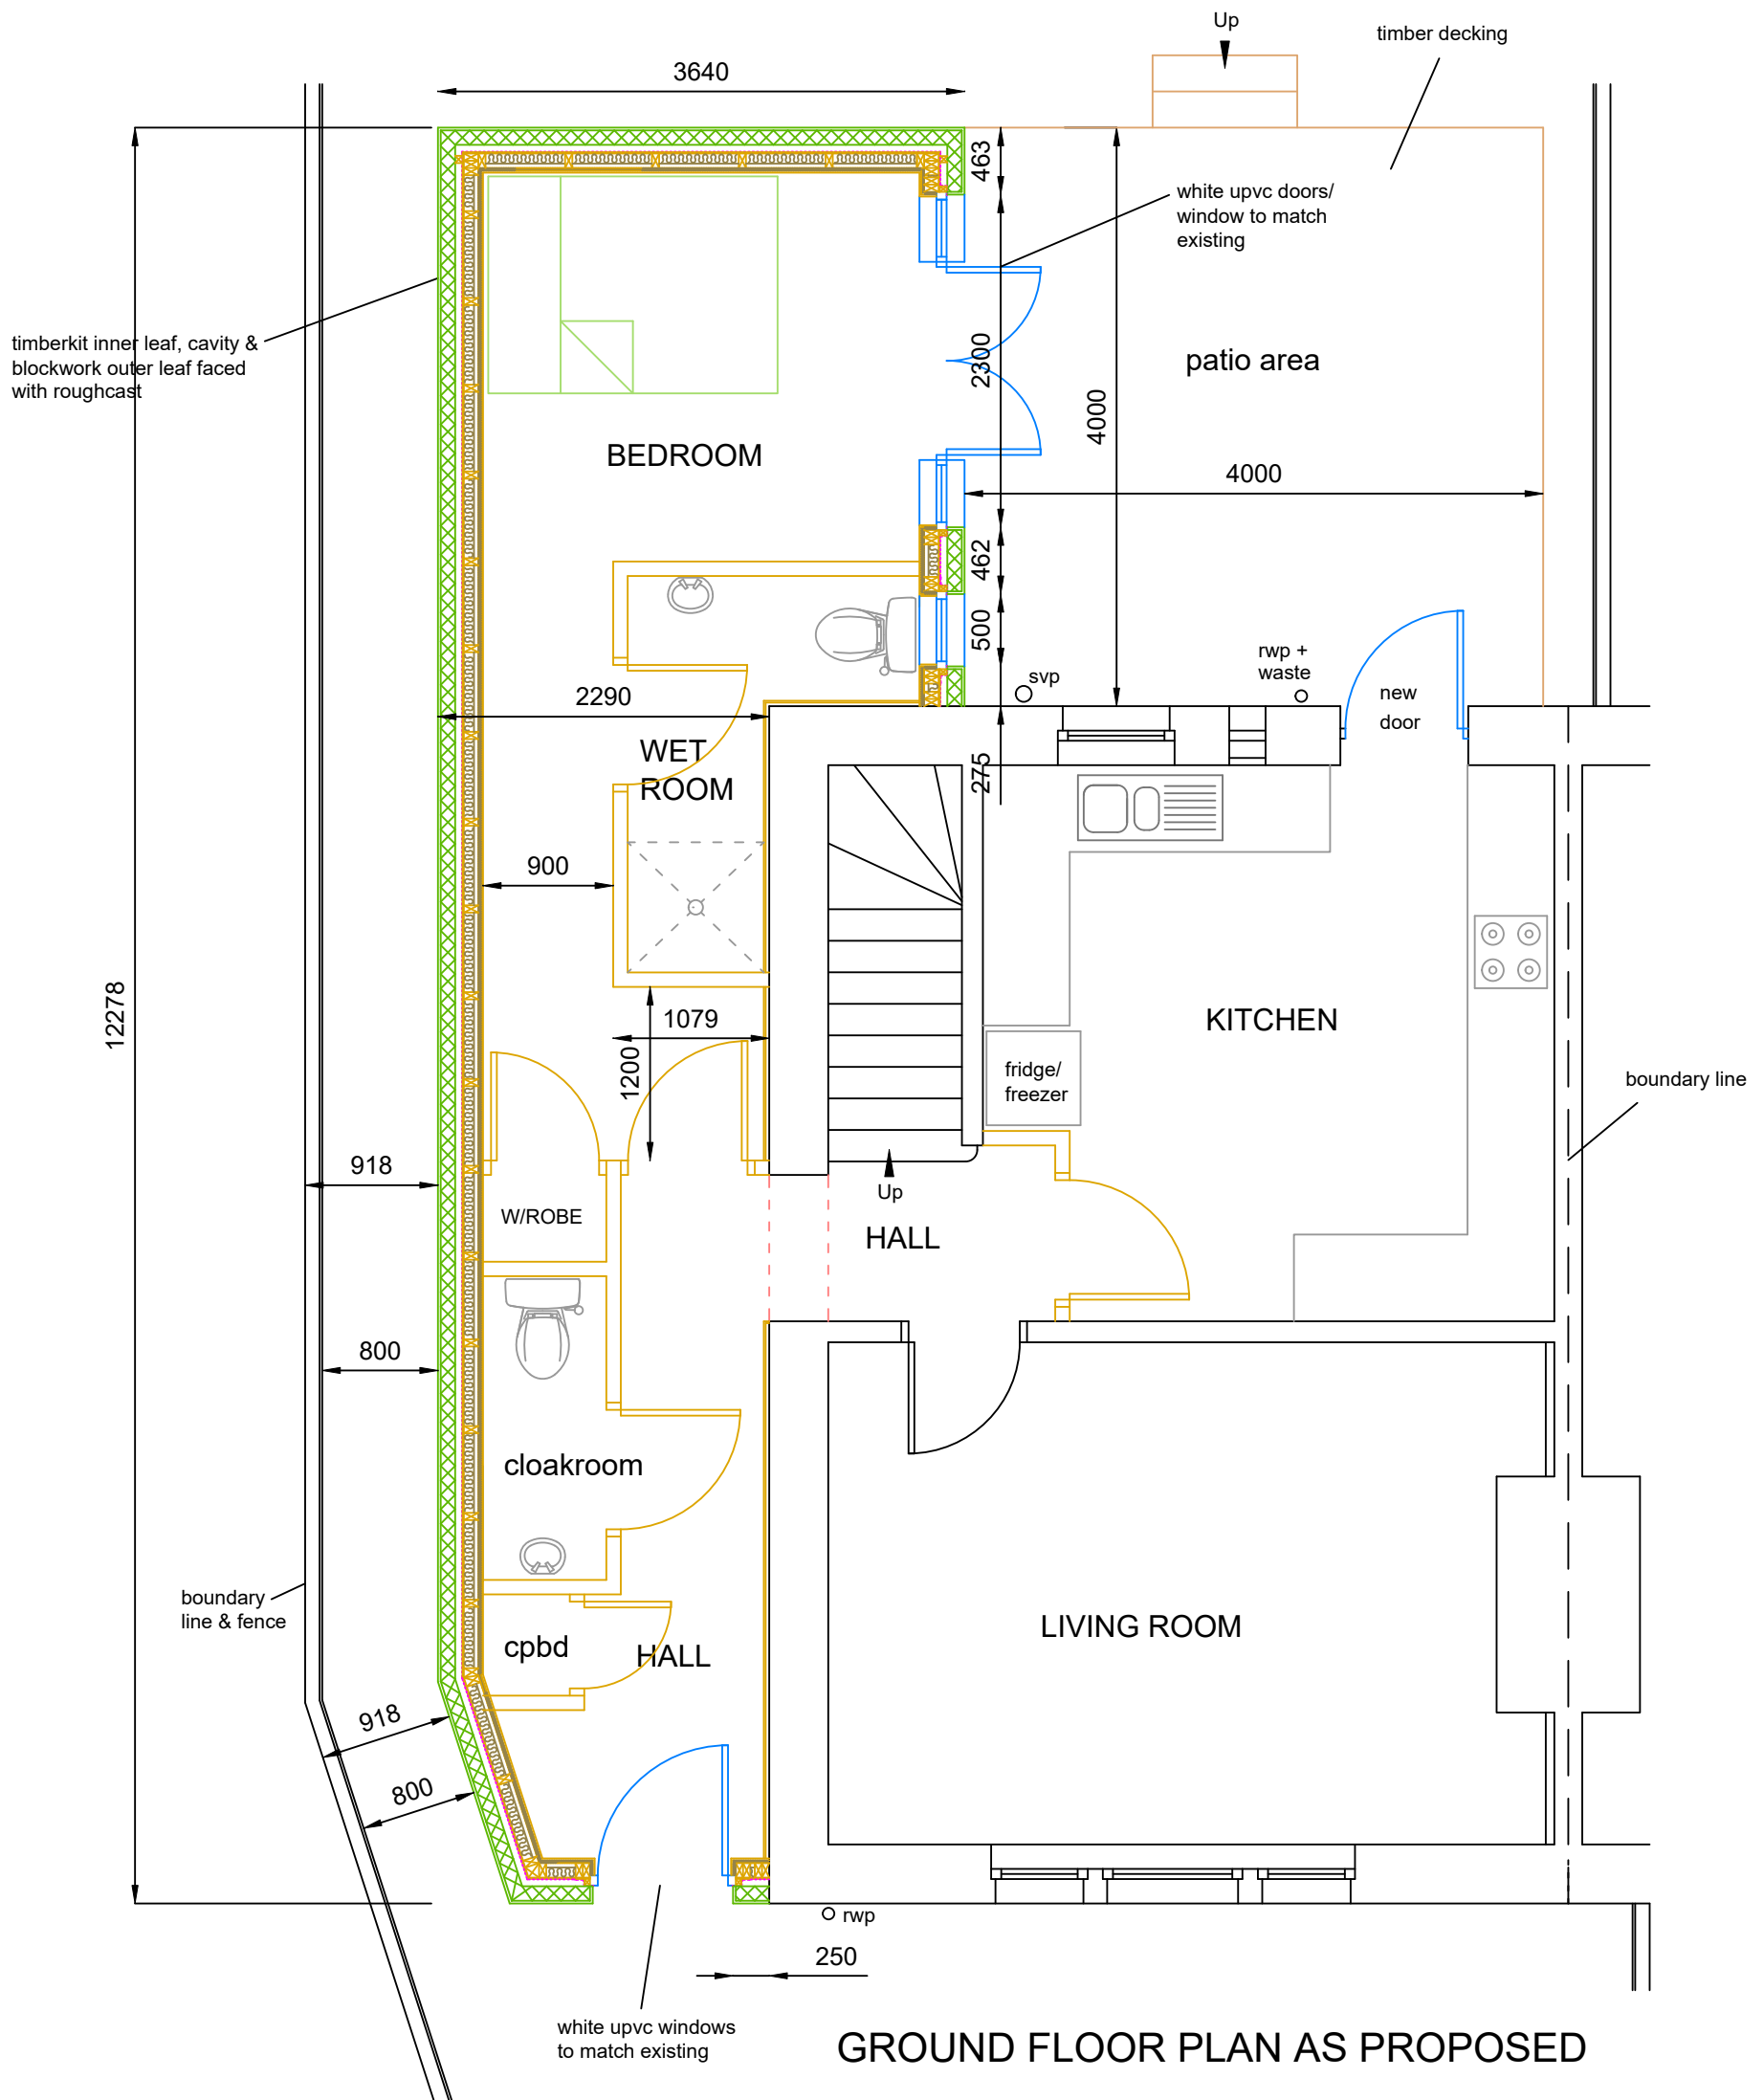 Up
timber decking
3640
463
white upvc doors/
window to match
existing
timberkit inner leaf, cavity &
blockwork outer leaf faced
with roughcast
2300
patio area
4000
BEDROOM
4000
462
500
svp
rwp +
waste
new
door
2290
WET
ROOM
275
900
12278
1079
1200
KITCHEN
fridge/
freezer
boundary line
918
Up
W/ROBE
HALL
800
cloakroom
boundary
line & fence
cpbd
HALL
LIVING ROOM
918
800
rwp
250
white upvc windows
to match existing
GROUND FLOOR PLAN AS PROPOSED